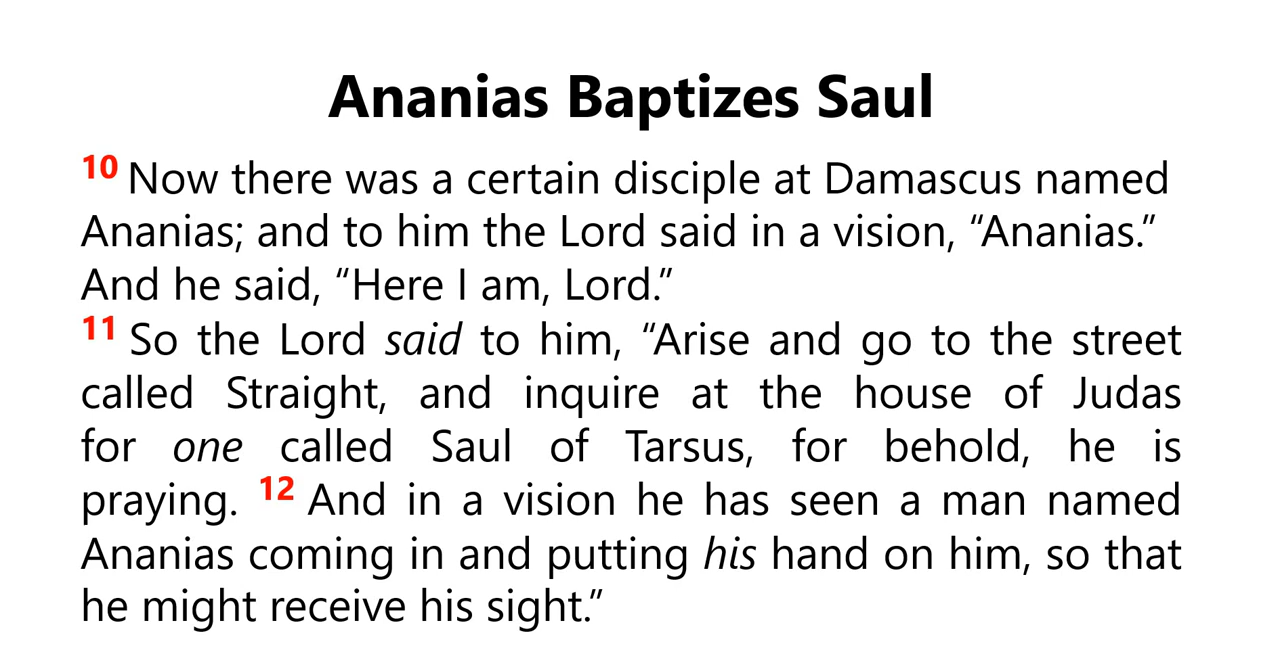 Ananias Baptizes Saul
10 Now there was a certain disciple at Damascus named
Ananias; and to him the Lord said in a vision, “Ananias.”
And he said, “Here I am, Lord.”
11 So the Lord said to him, “Arise and go to the street
called Straight, and inquire at the house of Judas
for one called Saul of Tarsus, for behold, he is
praying. 12 And in a vision he has seen a man named
Ananias coming in and putting his hand on him, so that
he might receive his sight.”